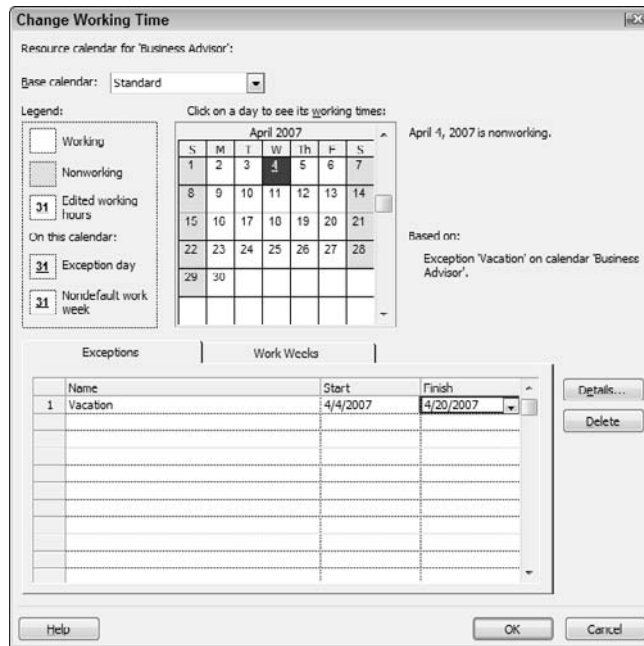 Change Working Time
Resource calendar for 'Business Advisor':
Base calendar: Standard
Legend:
Click on a day to see its working times:
Working
Nonworking
31 Edited working hours
On this calendar:
31 Exception day
31 Nondefault work week
April 2007
S M T W Th F S
1 2 3 4 5 6 7
8 9 10 11 12 13 14
15 16 17 18 19 20 21
22 23 24 25 26 27 28
29 30
April 4, 2007 is nonworking.
Based on:
Exception 'Vacation' on calendar 'Business
Advisor'.
Exceptions
Work Weeks
Name Start Finish
1 Vacation 4/4/2007 4/20/2007
Details...
Delete
Help
OK
Cancel